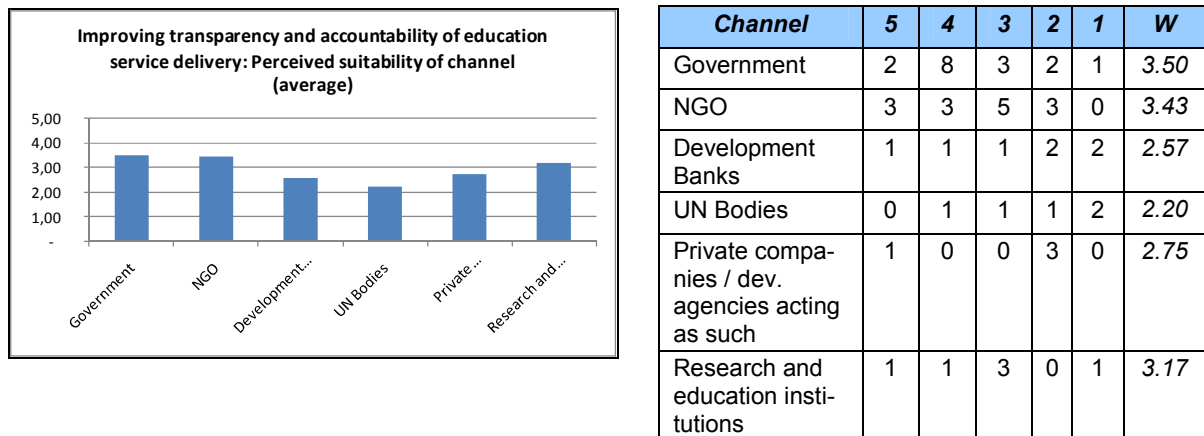 Improving transparency and accountability of education
service delivery: Perceived suitability of channel
(average)
5,00
4,00
3,00
2,00
1,00
-
Government
NGO
Development...
UN Bodies
Private...
Research and...
Channel 5 4 3 2 1 W
Government 2 8 3 2 1 3.50
NGO 3 3 5 3 0 3.43
Development
Banks 1 1 1 2 2 2.57
UN Bodies 0 1 1 1 2 2.20
Private compa-
nies / dev.
agencies acting
as such 1 0 0 3 0 2.75
Research and
education insti-
tutions 1 1 3 0 1 3.17